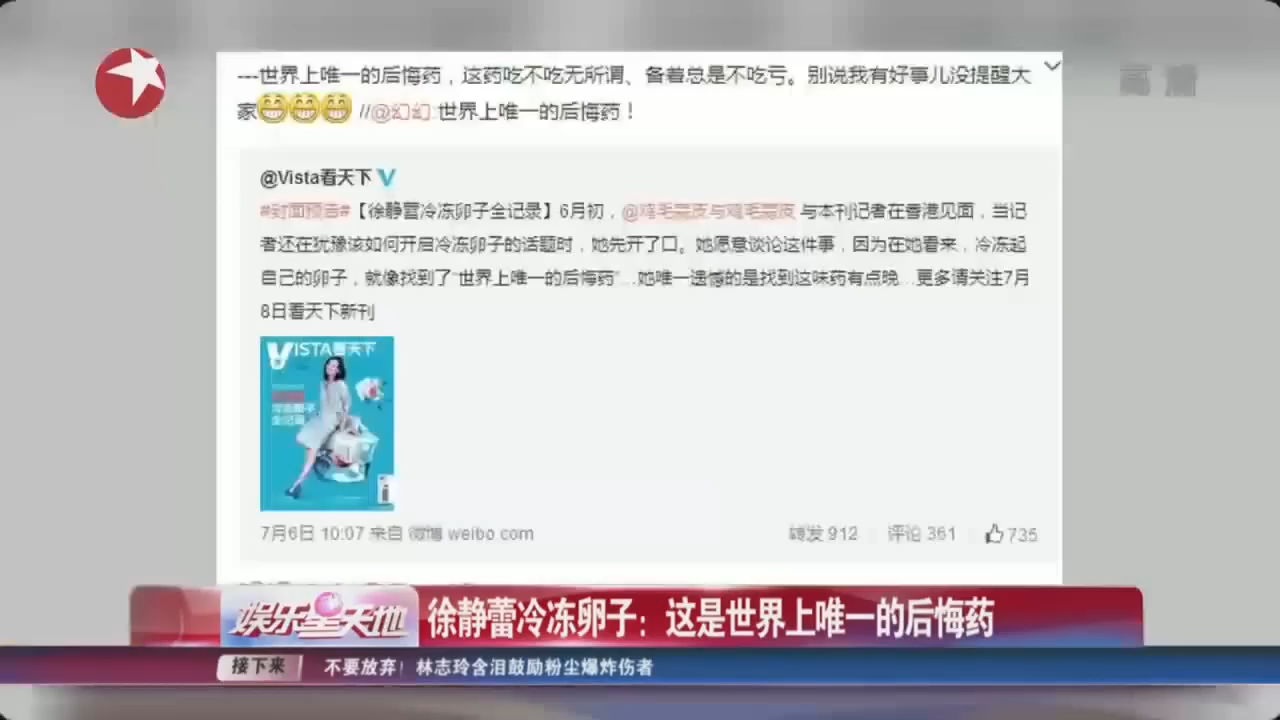 高清
---世界上唯一的后悔药，这药吃不吃无所谓、备着总是不吃亏。别说我有好事儿没提醒大
家 //@幻幻:世界上唯一的后悔药！
@Vista看天下
#封面预告#【徐静蕾冷冻卵子全记录】6月初，@鸡毛蒜皮与鸡毛蒜皮 与本刊记者在香港见面，当记
者还在犹豫该如何开启冷冻卵子的话题时，她先开了口。她愿意谈论这件事，因为在她看来，冷冻起
自己的卵子，就像找到了"世界上唯一的后悔药"…她唯一遗憾的是找到这味药有点晚…更多请关注7月
8日看天下新刊
VISTA看天下
冷冻卵子
全记录
7月6日 10:07 来自 微博 weibo.com
转发 912 评论 361 735
娱乐星天地
徐静蕾冷冻卵子：这是世界上唯一的后悔药
接下来 不要放弃！林志玲含泪鼓励粉尘爆炸伤者